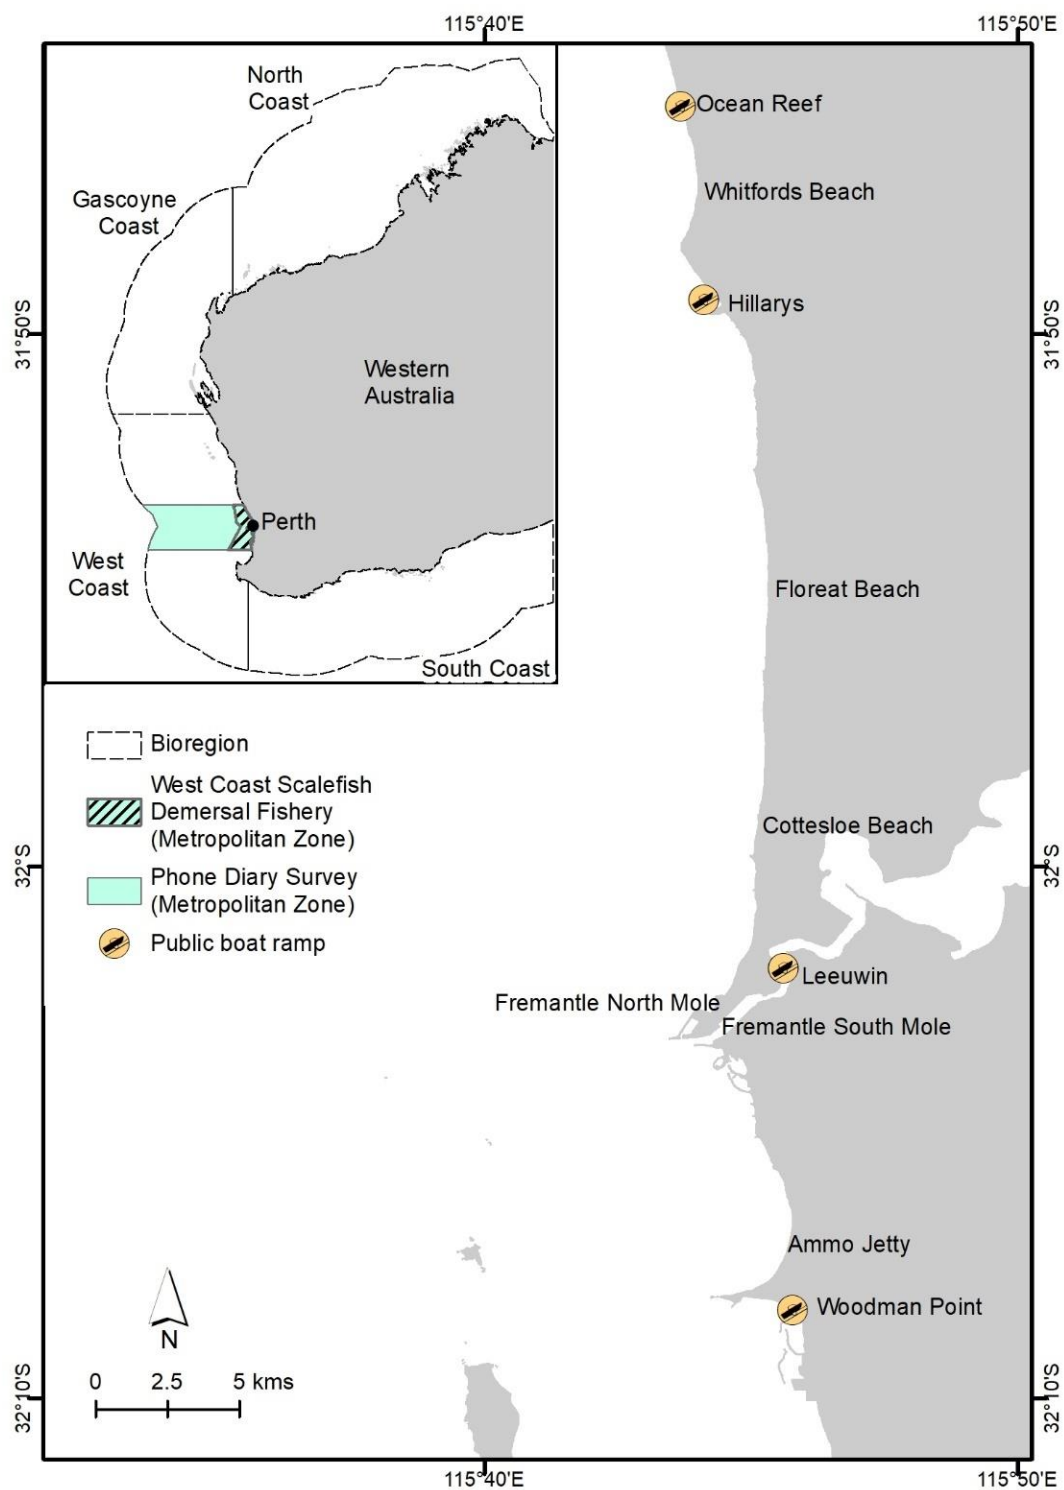 115°40'E
115°50'E
North
Coast
Gascoyne
Coast
Western
Australia
Perth
West
Coast
South Coast
Ocean Reef
Whitfords Beach
Hillarys
31°50'S
31°50'S
Floreat Beach
Bioregion
West Coast Scalefish
Demersal Fishery
(Metropolitan Zone)
Phone Diary Survey
(Metropolitan Zone)
Public boat ramp
Cottesloe Beach
32°S
32°S
Leeuwin
Fremantle North Mole
Fremantle South Mole
Ammo Jetty
Woodman Point
N
0 2.5 5 kms
32°10'S
32°10'S
115°40'E
115°50'E